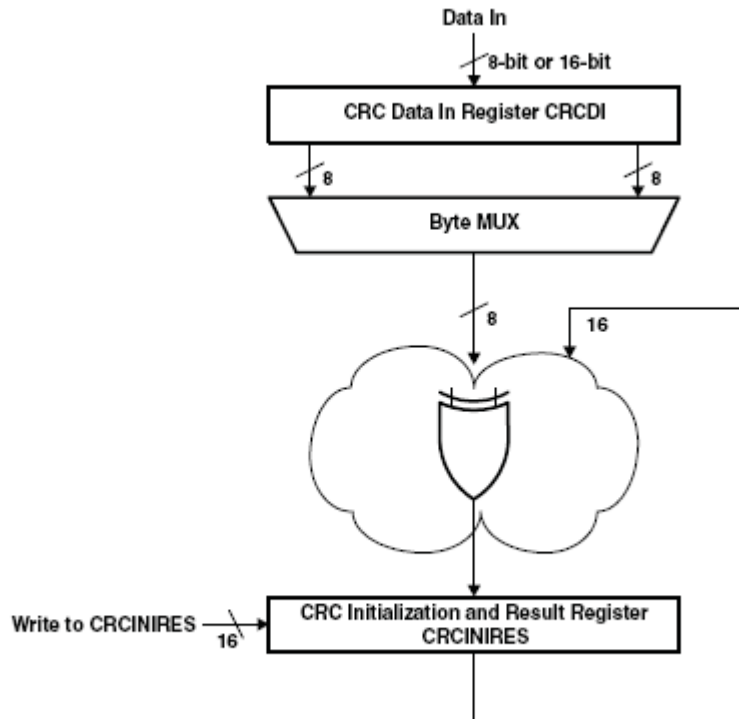 Data In
8-bit or 16-bit
CRC Data In Register CRCDI
8
8
Byte MUX
8
16
CRC Initialization and Result Register
CRCINIRES
Write to CRCINIRES
16